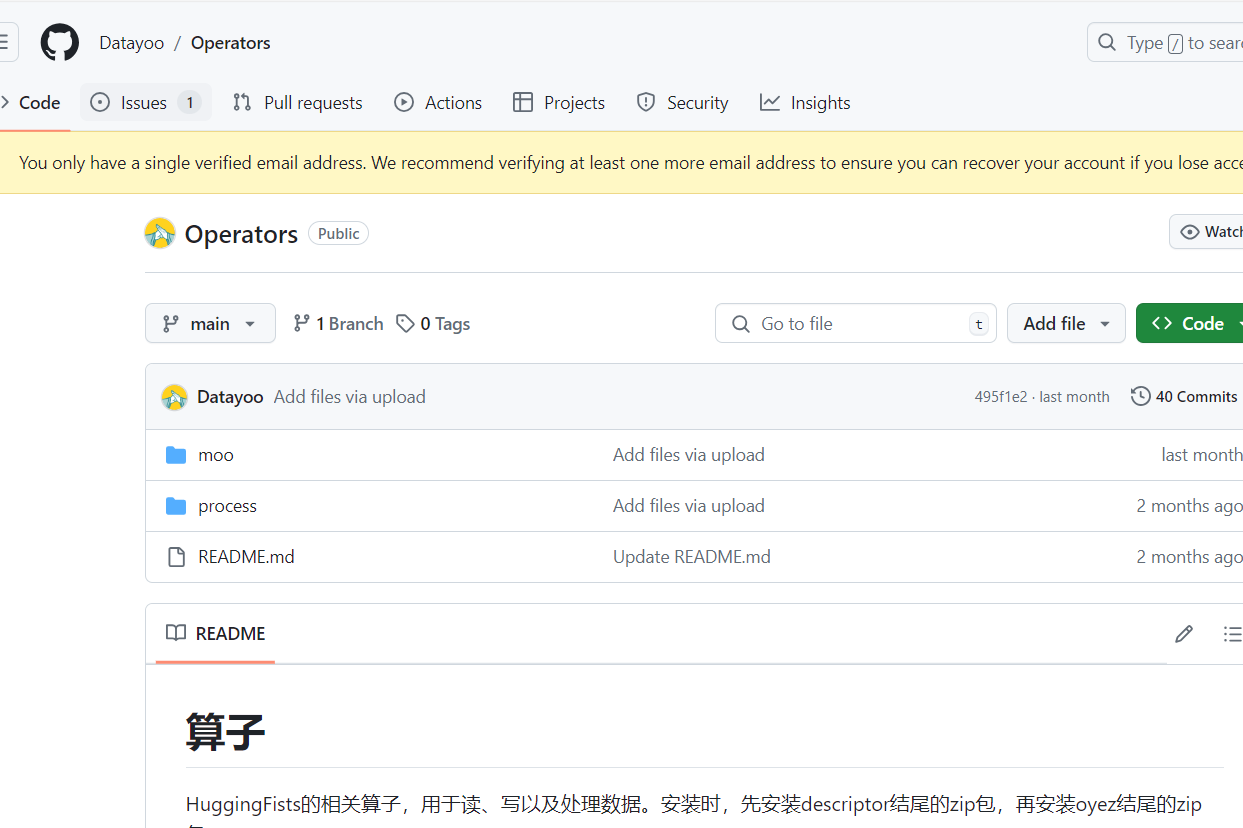 Datayoo / Operators
Type / to sear
Code Issues 1 Pull requests Actions Projects Security Insights
You only have a single verified email address. We recommend verifying at least one more email address to ensure you can recover your account if you lose acce
Operators Public
Watch
main 1 Branch 0 Tags Go to file t Add file Code
Datayoo Add files via upload 495f1e2 · last month 40 Commits
moo Add files via upload last month
process Add files via upload 2 months ago
README.md Update README.md 2 months ago
README
算子
HuggingFists的相关算子，用于读、写以及处理数据。安装时，先安装descriptor结尾的zip包，再安装oyez结尾的zip